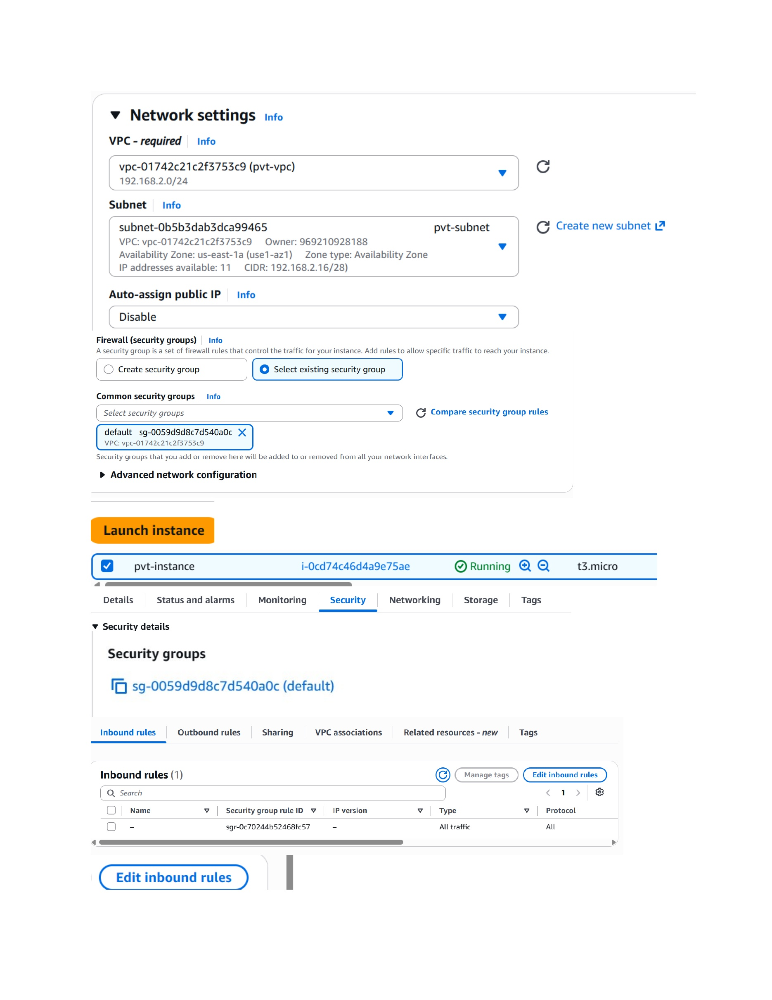 Network settings Info
VPC - required Info
vpc-01742c21c2f3753c9 (pvt-vpc)
192.168.2.0/24
Subnet Info
subnet-0b5b3dab3dca99465 pvt-subnet
VPC: vpc-01742c21c2f3753c9 Owner: 969210928188
Availability Zone: us-east-1a (use1-az1) Zone type: Availability Zone
IP addresses available: 11 CIDR: 192.168.2.16/28)
Create new subnet
Auto-assign public IP Info
Disable
Firewall (security groups) Info
A security group is a set of firewall rules that control the traffic for your instance. Add rules to allow specific traffic to reach your instance.
Create security group Select existing security group
Common security groups Info
Select security groups Compare security group rules
default sg-0059d9d8c7d540a0c
VPC: vpc-01742c21c2f3753c9
Security groups that you add or remove here will be added to or removed from all your network interfaces.
Advanced network configuration
Launch instance
pvt-instance i-0cd74c46d4a9e75ae Running t3.micro
Details Status and alarms Monitoring Security Networking Storage Tags
Security details
Security groups
sg-0059d9d8c7d540a0c (default)
Inbound rules Outbound rules Sharing VPC associations Related resources - new Tags
Inbound rules (1) Manage tags Edit inbound rules
Search 1
Name Security group rule ID IP version Type Protocol
– sgr-0c70244b52468fc57 – All traffic All
Edit inbound rules